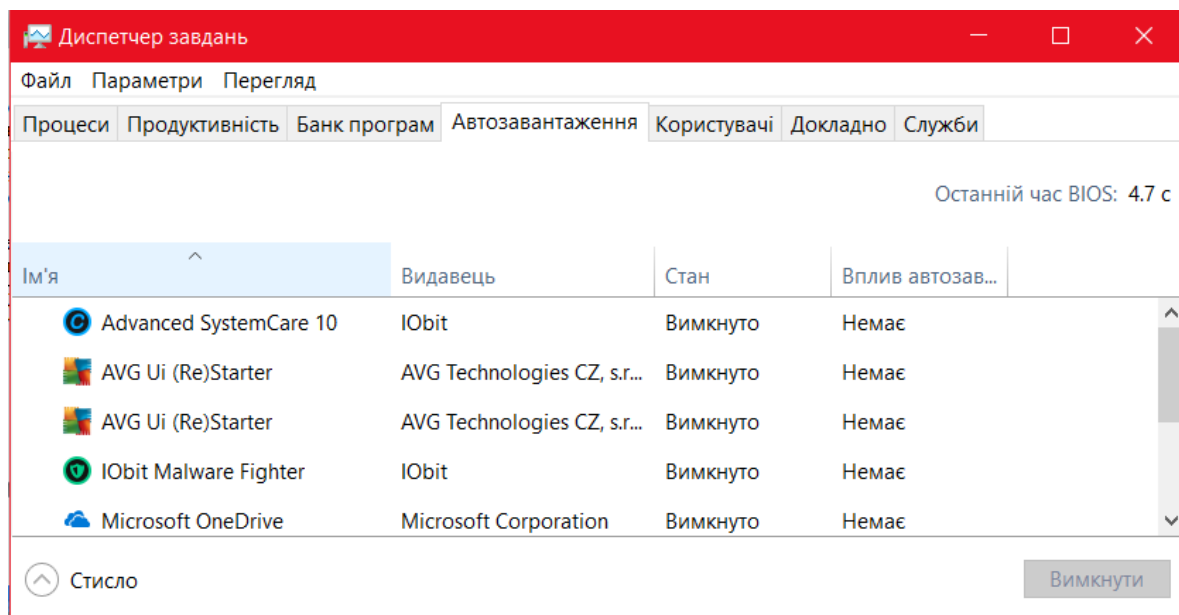 Диспетчер завдань
Файл Параметри Перегляд
Процеси Продуктивність Банк програм Автозавантаження Користувачі Докладно Служби
Останній час BIOS: 4.7 с
Ім'я Видавець Стан Вплив автозав...
Advanced SystemCare 10 IObit Вимкнуто Немає
AVG Ui (Re)Starter AVG Technologies CZ, s.r... Вимкнуто Немає
AVG Ui (Re)Starter AVG Technologies CZ, s.r... Вимкнуто Немає
IObit Malware Fighter IObit Вимкнуто Немає
Microsoft OneDrive Microsoft Corporation Вимкнуто Немає
Стисло Вимкнути